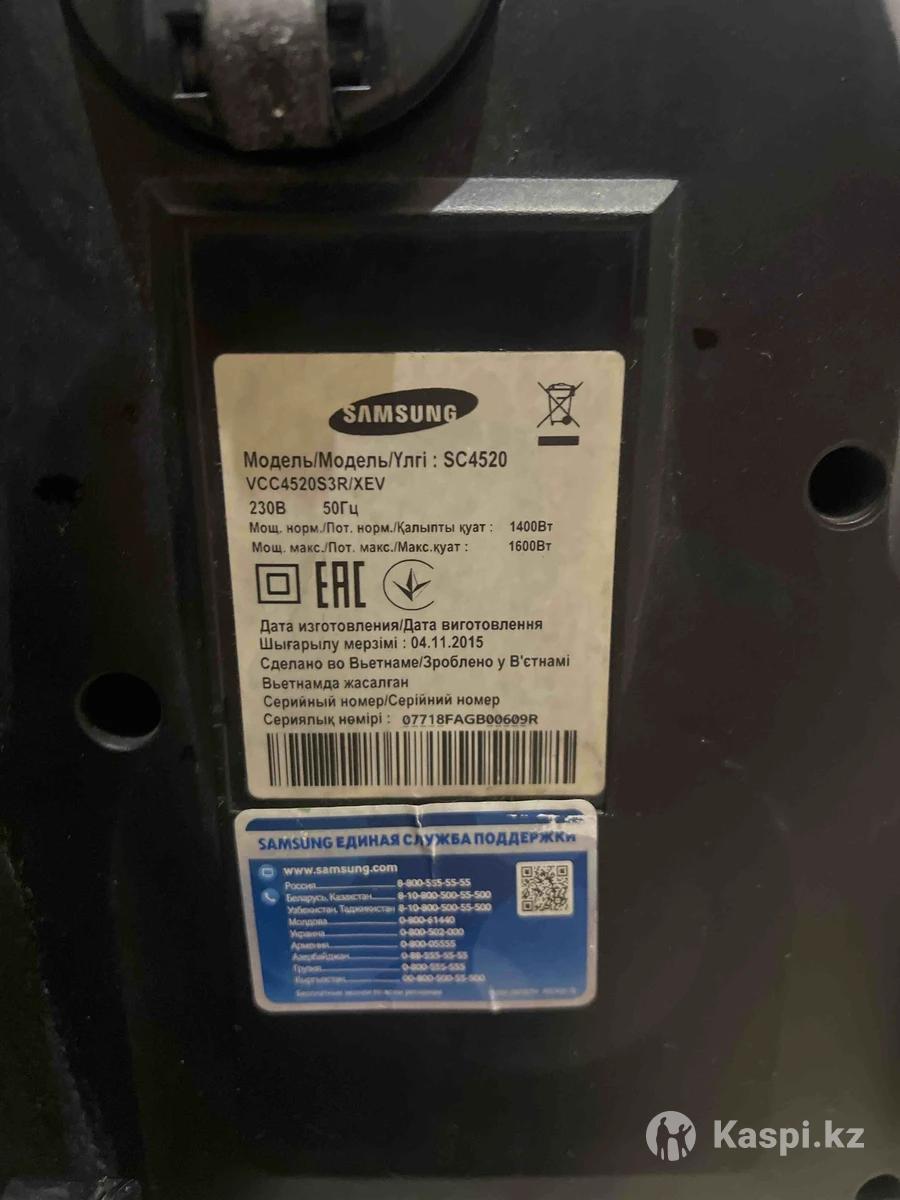 SAMSUNG
Модель/Модель/Үлгі : SC4520
VCC4520S3R/XEV
230В 50Гц
Мощ. норм./Пот. норм./Қалыпты қуат : 1400Вт
Мощ. макс./Пот. макс./Макс.қуат : 1600Вт
EAC
Дата изготовления/Дата виготовлення
Шығарылу мерзімі : 04.11.2015
Сделано во Вьетнаме/Зроблено у В'єтнамі
Вьетнамда жасалған
Серийный номер/Серійний номер
Сериялық нөмірі : 07718FAGB00609R
SAMSUNG ЕДИНАЯ СЛУЖБА ПОДДЕРЖКИ
www.samsung.com
Россия 8-800-555-55-55
Беларусь, Казахстан 8-10-800-500-55-500
Узбекистан, Таджикистан 8-10-800-500-55-500
Молдова 0-800-61440
Украина 0-800-502-000
Армения 0-800-05555
Азербайджан 0-88-555-55-55
Грузия 0-800-555-555
Кыргызстан 00-800-500-55-500
Бесплатные звонки по всем регионам
Kaspi.kz